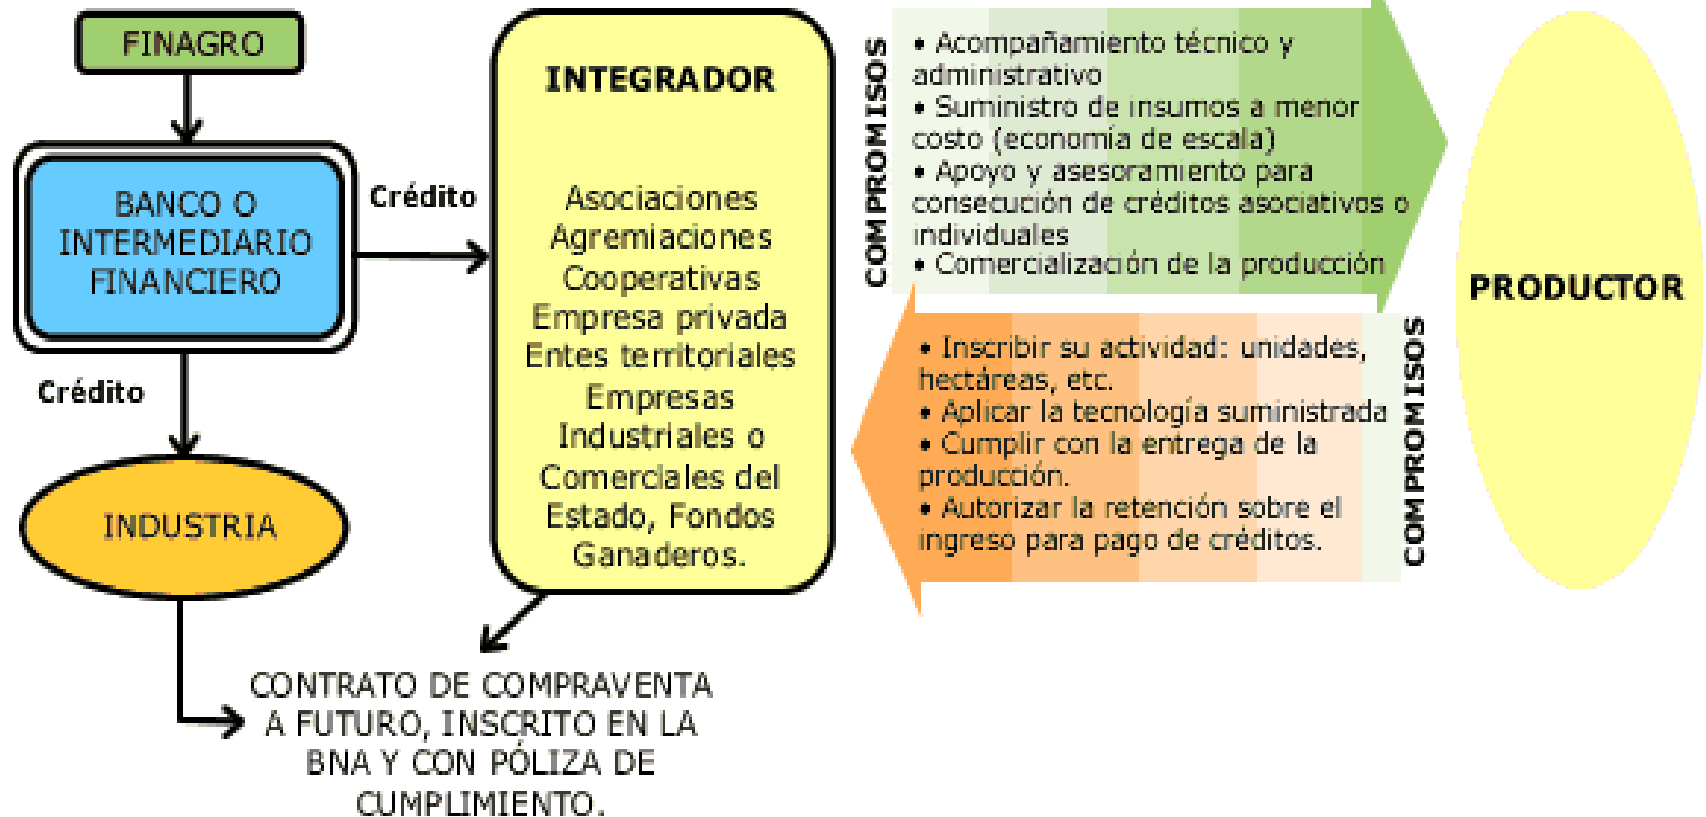 FINAGRO
BANCO O
INTERMEDIARIO
FINANCIERO
Crédito
Crédito
INDUSTRIA
INTEGRADOR
Asociaciones
Agremiaciones
Cooperativas
Empresa privada
Entes territoriales
Empresas
Industriales o
Comerciales del
Estado, Fondos
Ganaderos.
CONTRATO DE COMPRAVENTA
A FUTURO, INSCRITO EN LA
BNA Y CON PÓLIZA DE
CUMPLIMIENTO.
COMPROMISOS
• Acompañamiento técnico y
administrativo
• Suministro de insumos a menor
costo (economía de escala)
• Apoyo y asesoramiento para
consecución de créditos asociativos o
individuales
• Comercialización de la producción
• Inscribir su actividad: unidades,
hectáreas, etc.
• Aplicar la tecnología suministrada
• Cumplir con la entrega de la
producción.
• Autorizar la retención sobre el
ingreso para pago de créditos.
COMPROMISOS
PRODUCTOR